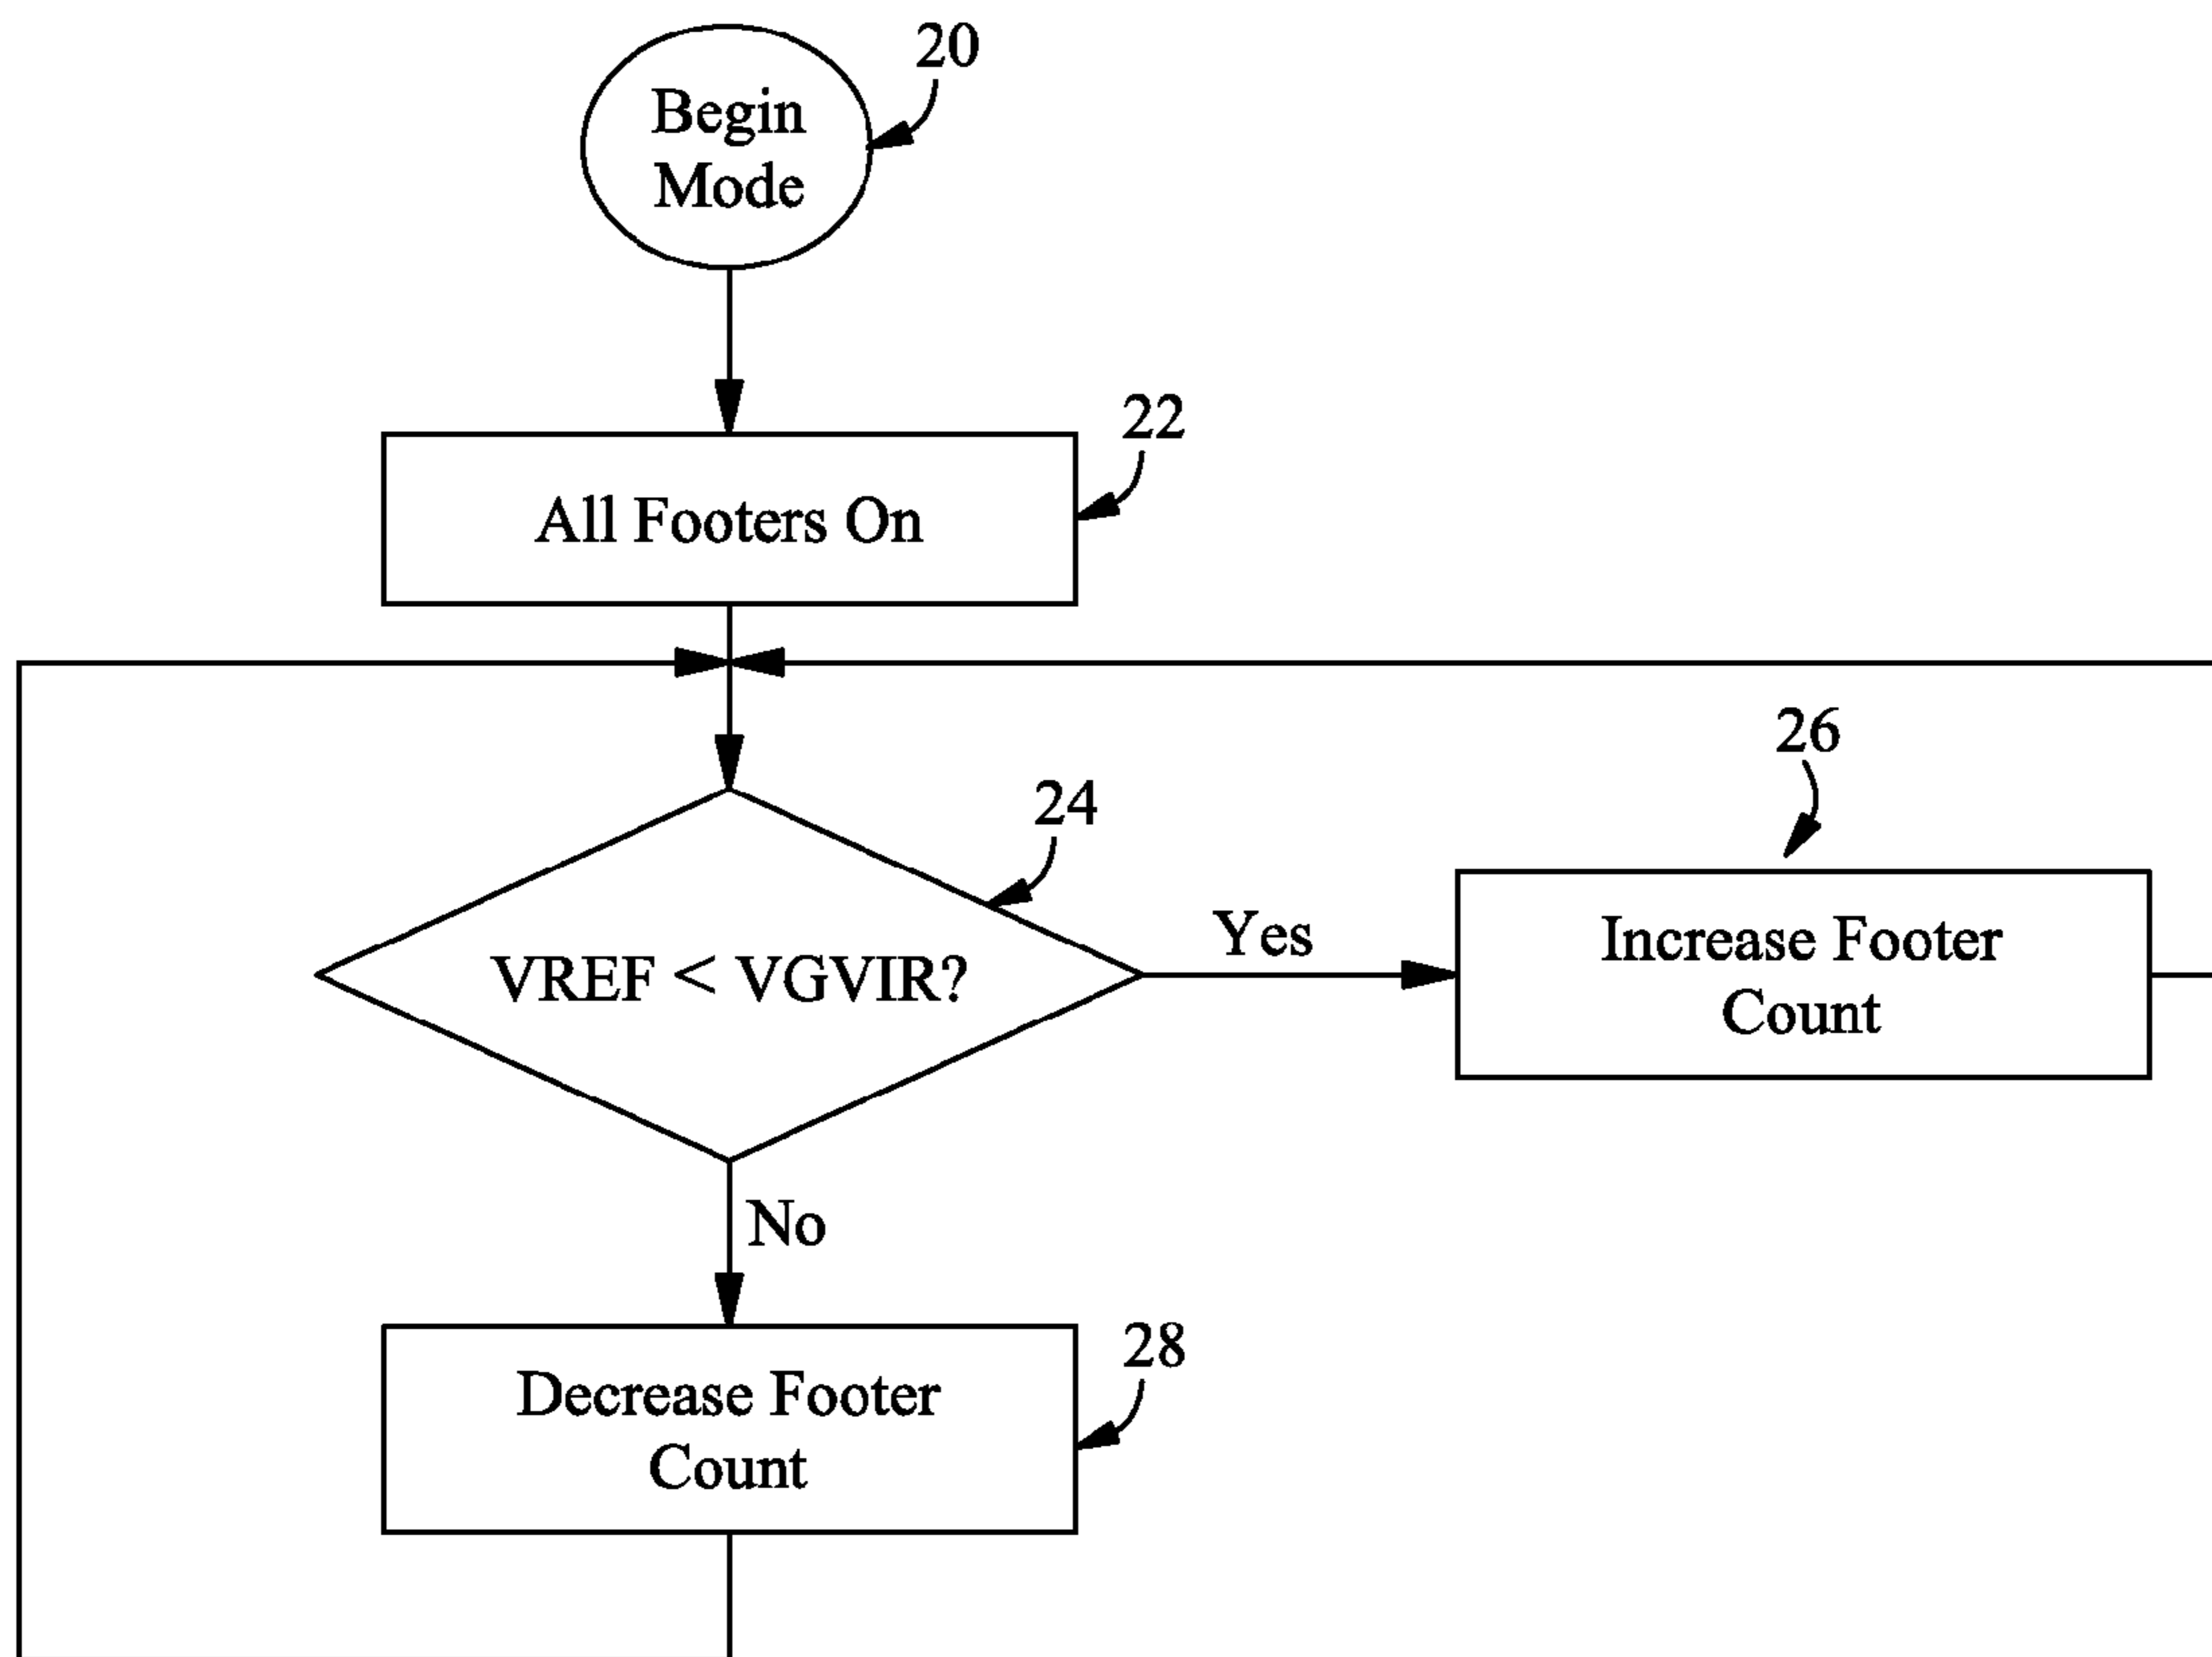 20
Begin
Mode
22
All Footers On
26
24
VREF < VGVIR?
Yes
Increase Footer
Count
No
28
Decrease Footer
Count